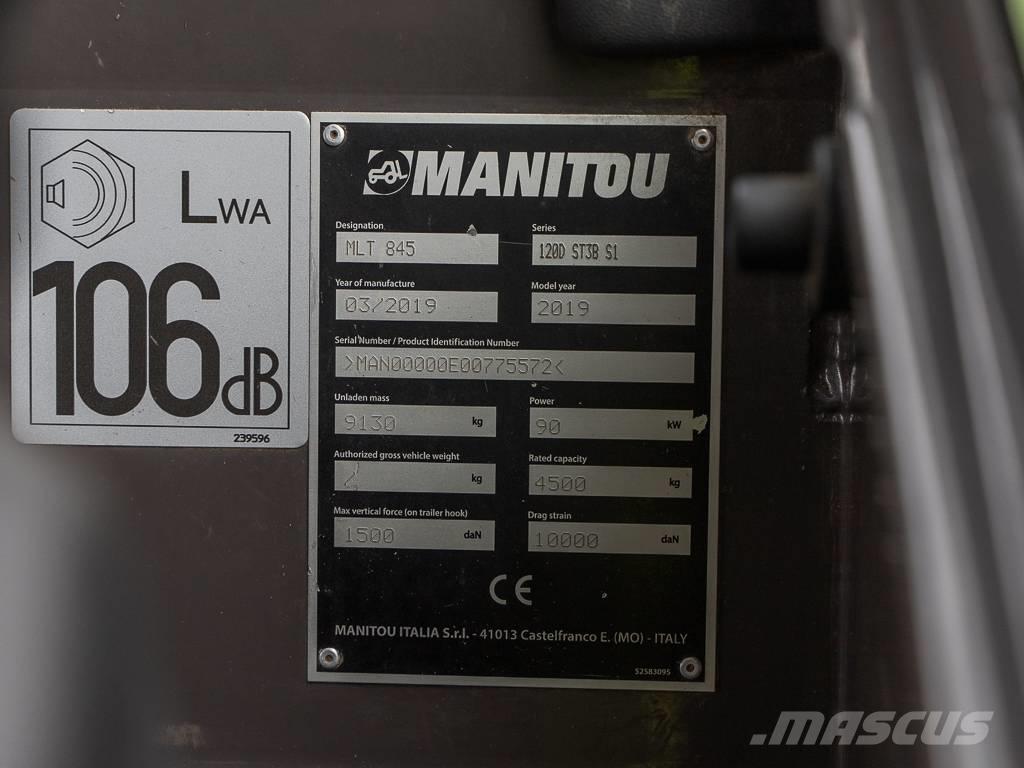 LWA
106dB
239596
MANITOU
Designation
MLT 845
Series
120D ST3B S1
Year of manufacture
03/2019
Model year
2019
Serial Number / Product Identification Number
>MAN00000E00775572<
Unladen mass
9130 kg
Power
90 kW
Authorized gross vehicle weight
/ kg
Rated capacity
4500 kg
Max vertical force (on trailer hook)
1500 daN
Drag strain
10000 daN
CE
MANITOU ITALIA S.r.l. - 41013 Castelfranco E. (MO) - ITALY
52583095
.MASCUS